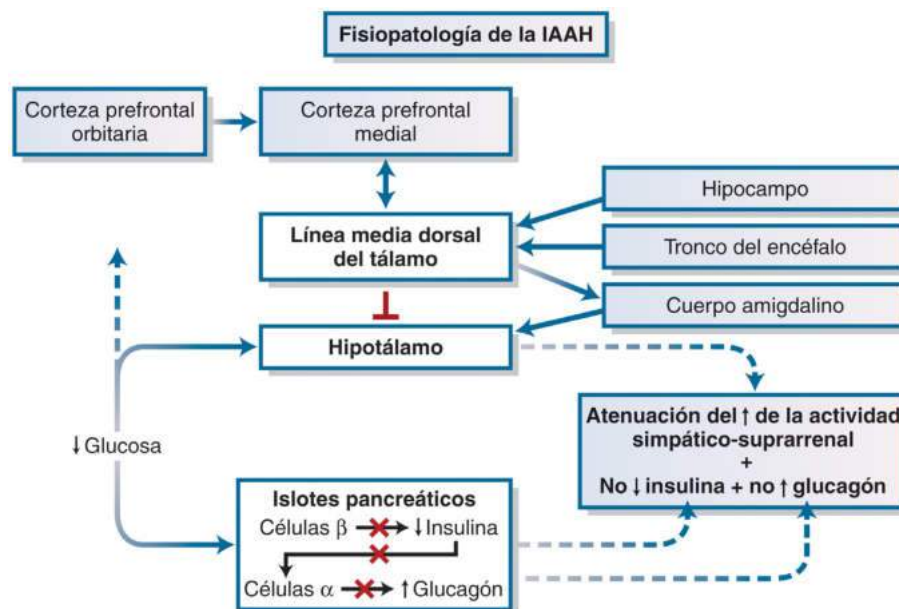 Fisiopatología de la IAAH
Corteza prefrontal
orbitaria
Corteza prefrontal
medial
Hipocampo
Línea media dorsal
del tálamo
Tronco del encéfalo
Cuerpo amigdalino
Hipotálamo
Atenuación del ↑ de la actividad
simpático-suprarrenal
+
No ↓ insulina + no ↑ glucagón
↓ Glucosa
Islotes pancreáticos
Células β ↓ Insulina
Células α ↑ Glucagón